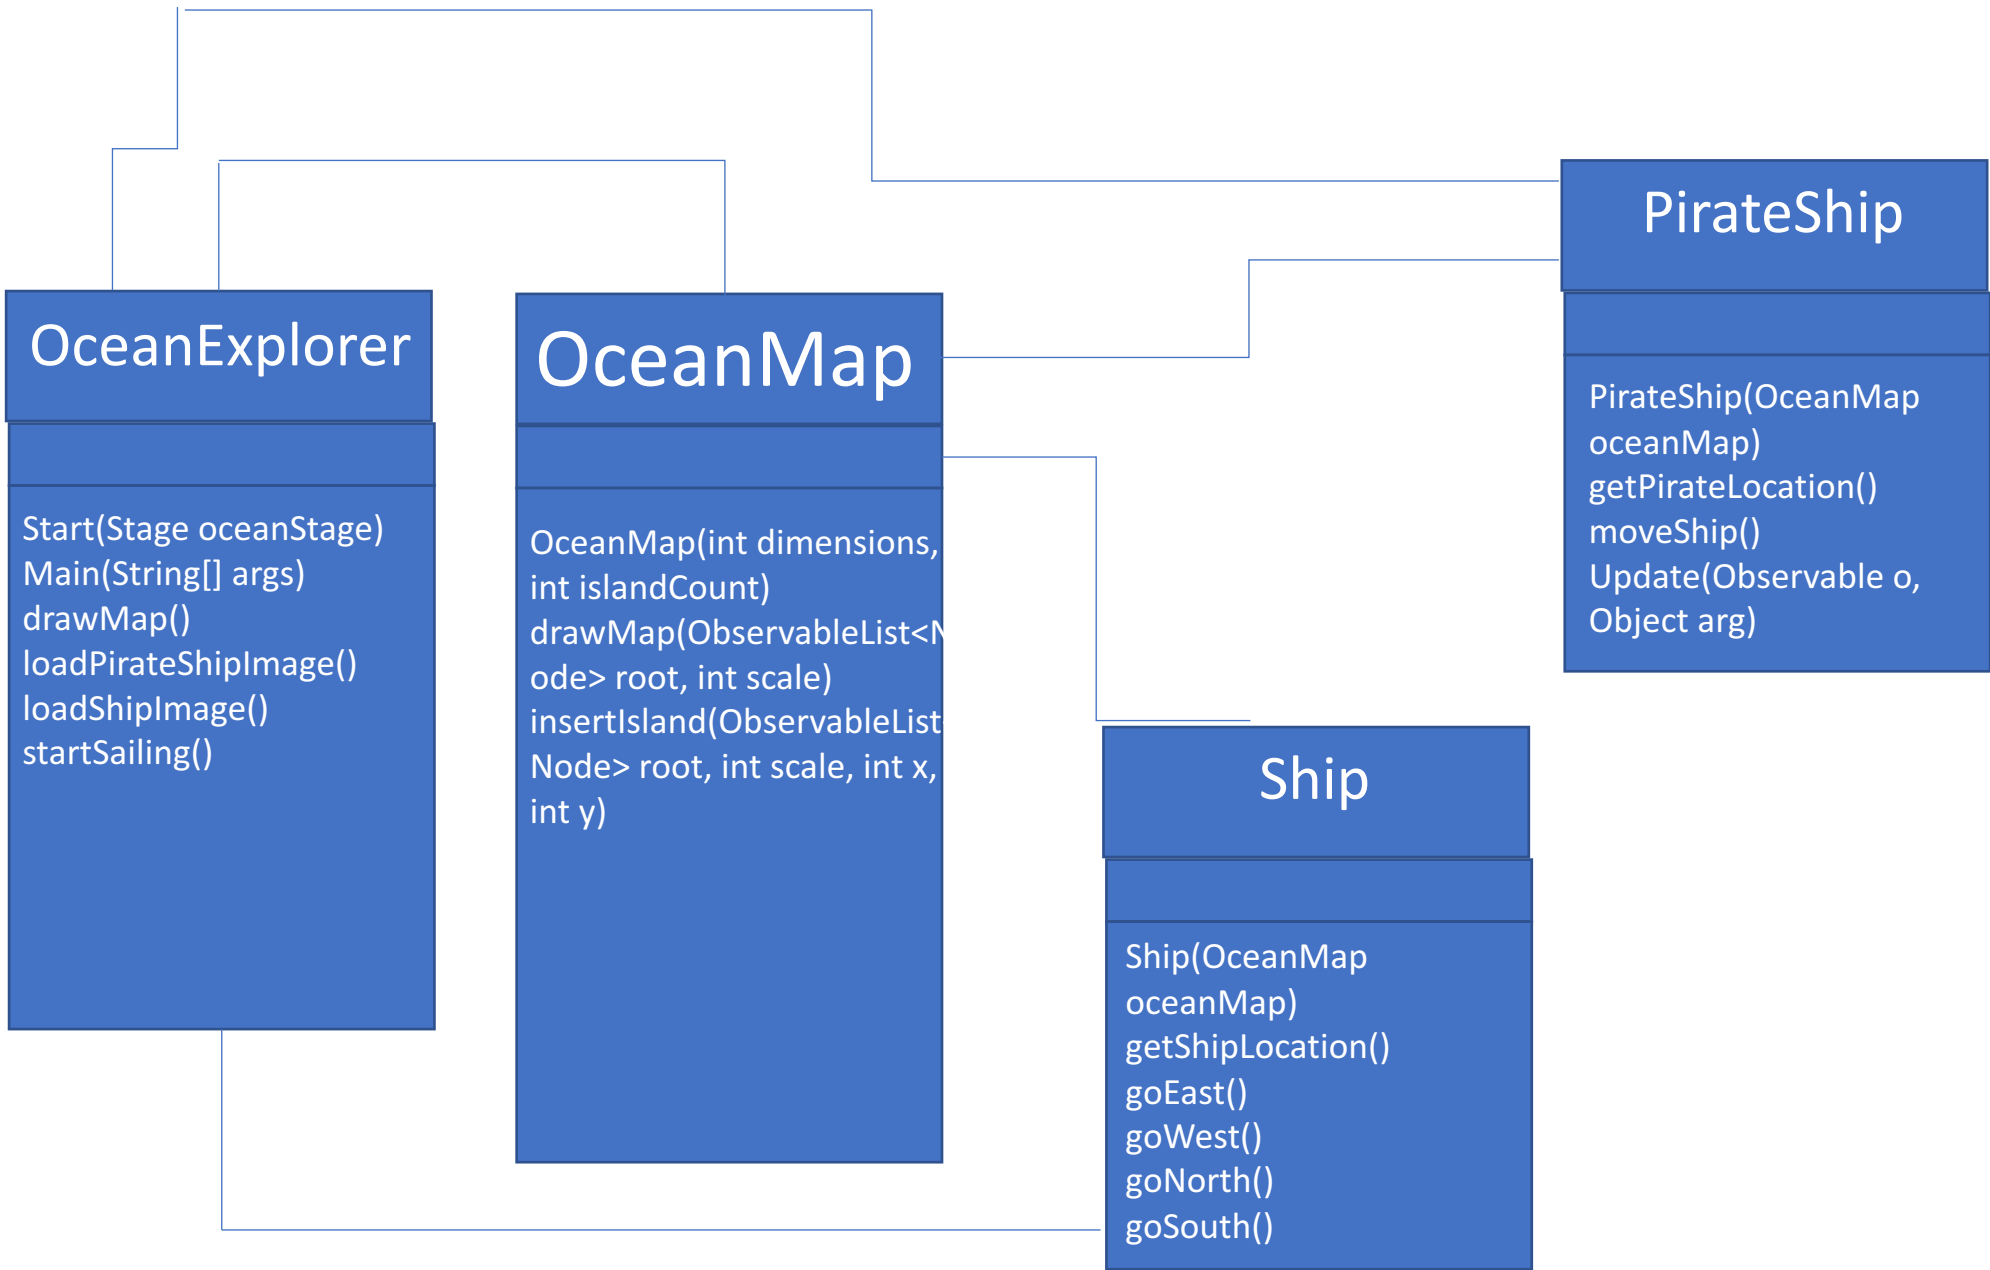 OceanExplorer
Start(Stage oceanStage)
Main(String[] args)
drawMap()
loadPirateShipImage()
loadShipImage()
startSailing()
OceanMap
OceanMap(int dimensions,
int islandCount)
drawMap(ObservableList<N
ode> root, int scale)
insertIsland(ObservableList<
Node> root, int scale, int x,
int y)
PirateShip
PirateShip(OceanMap
oceanMap)
getPirateLocation()
moveShip()
Update(Observable o,
Object arg)
Ship
Ship(OceanMap
oceanMap)
getShipLocation()
goEast()
goWest()
goNorth()
goSouth()